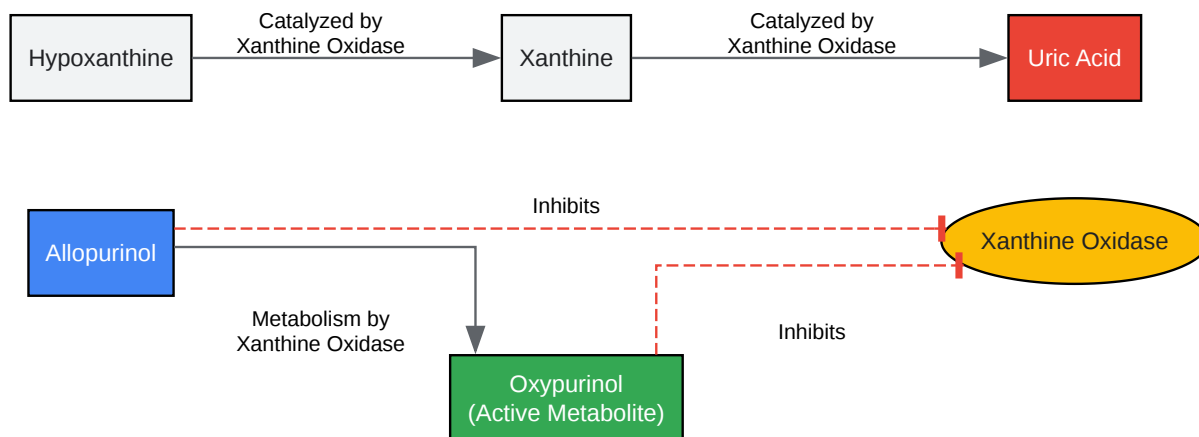 Catalyzed by
Xanthine Oxidase
Catalyzed by
Xanthine Oxidase
Hypoxanthine
Xanthine
Uric Acid
Inhibits
Allopurinol
Xanthine Oxidase
Metabolism by
Xanthine Oxidase
Inhibits
Oxypurinol
(Active Metabolite)